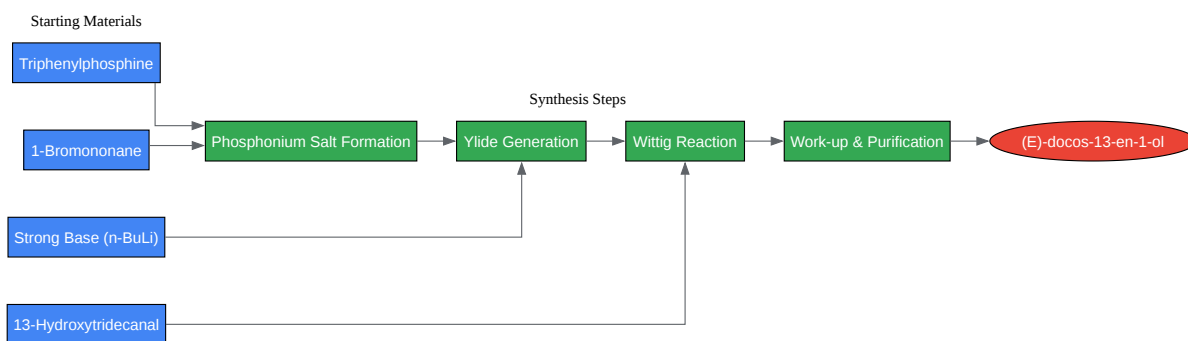 Starting Materials
Triphenylphosphine
Synthesis Steps
1-Bromononane
Phosphonium Salt Formation
Ylide Generation
Wittig Reaction
Work-up & Purification
(E)-docos-13-en-1-ol
Strong Base (n-BuLi)
13-Hydroxytridecanal